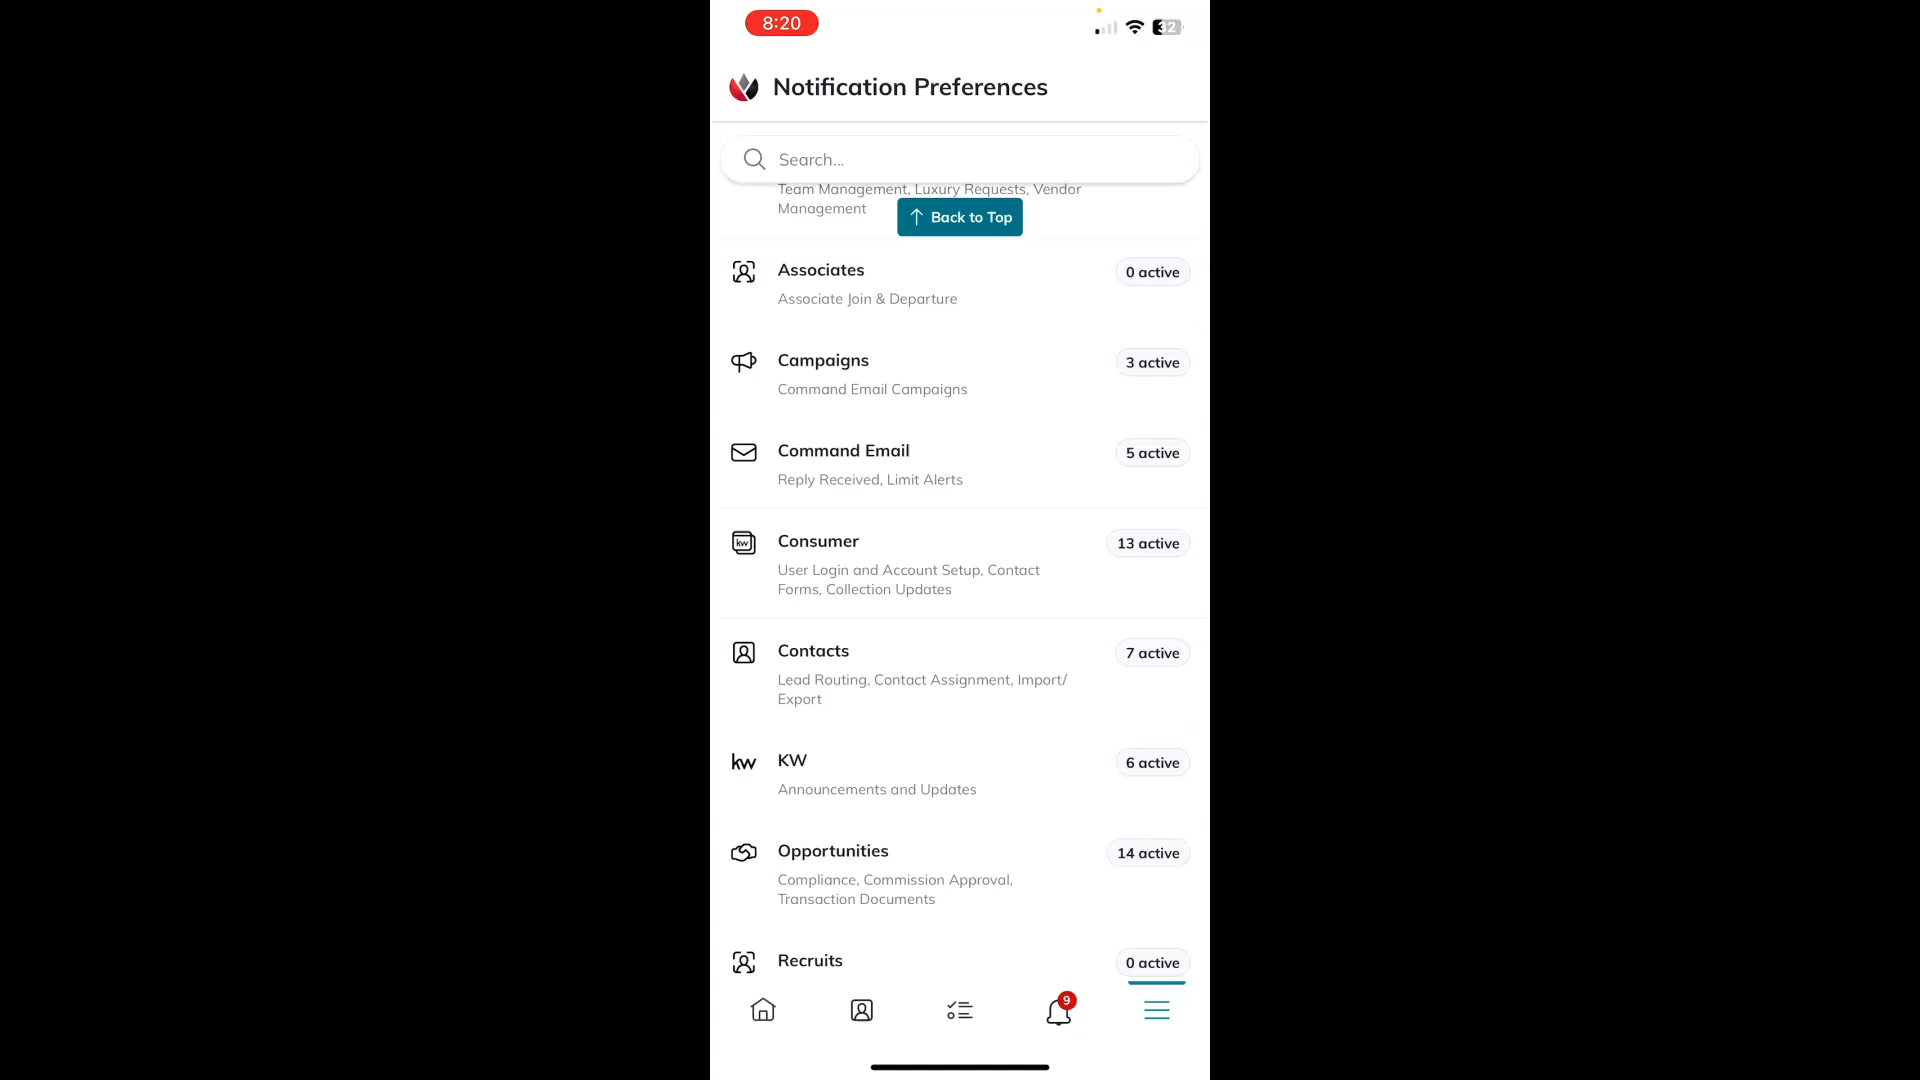 8:20
32
Notification Preferences
Search...
Team Management, Luxury Requests, Vendor
Management
Back to Top
Associates
0 active
Associate Join & Departure
Campaigns
3 active
Command Email Campaigns
Command Email
5 active
Reply Received, Limit Alerts
kw
Consumer
13 active
User Login and Account Setup, Contact
Forms, Collection Updates
Contacts
7 active
Lead Routing, Contact Assignment, Import/
Export
kw
KW
6 active
Announcements and Updates
Opportunities
14 active
Compliance, Commission Approval,
Transaction Documents
Recruits
0 active
9